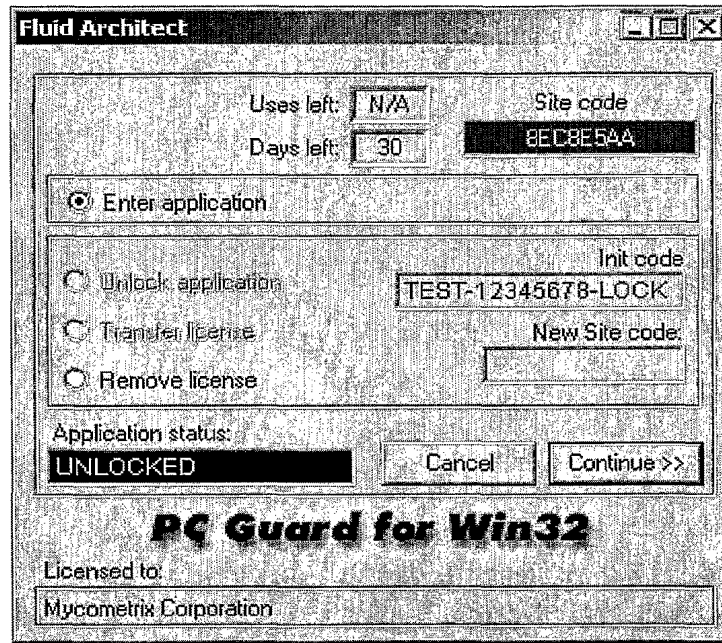 Fluid Architect
Uses left: N/A
Site code
Days left: 30
8EC8E5AA
Enter application
Init code
Unlock application
TEST-12345678-LOCK
Transfer license
New Site code:
Remove license
Application status:
UNLOCKED
Cancel
Continue >>
PC Guard for Win32
Licensed to:
Mycometrix Corporation